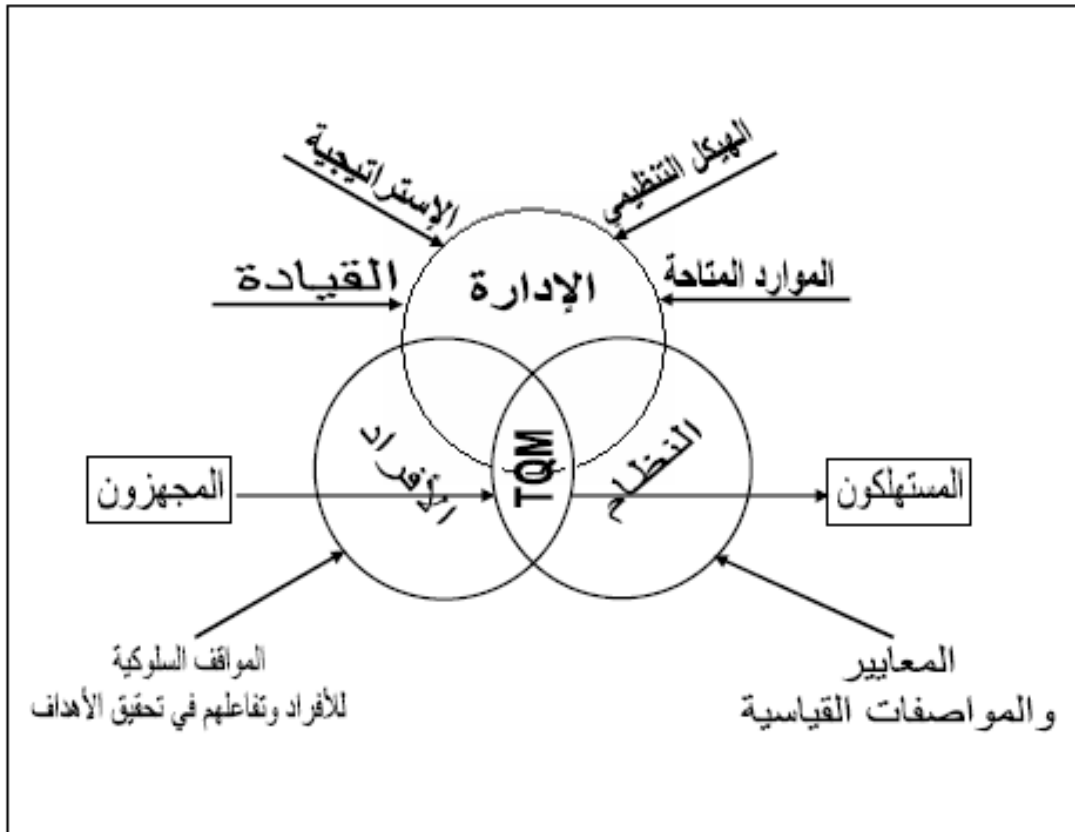 الهيكل التنظيمي
الإستراتيجية
الموارد المتاحة
الإدارة
القيادة
النظام
TQM
الأفراد
المستهلكون
المجهزون
المعايير
والمواصفات القياسية
المواقف السلوكية
للأفراد وتفاعلهم في تحقيق الأهداف